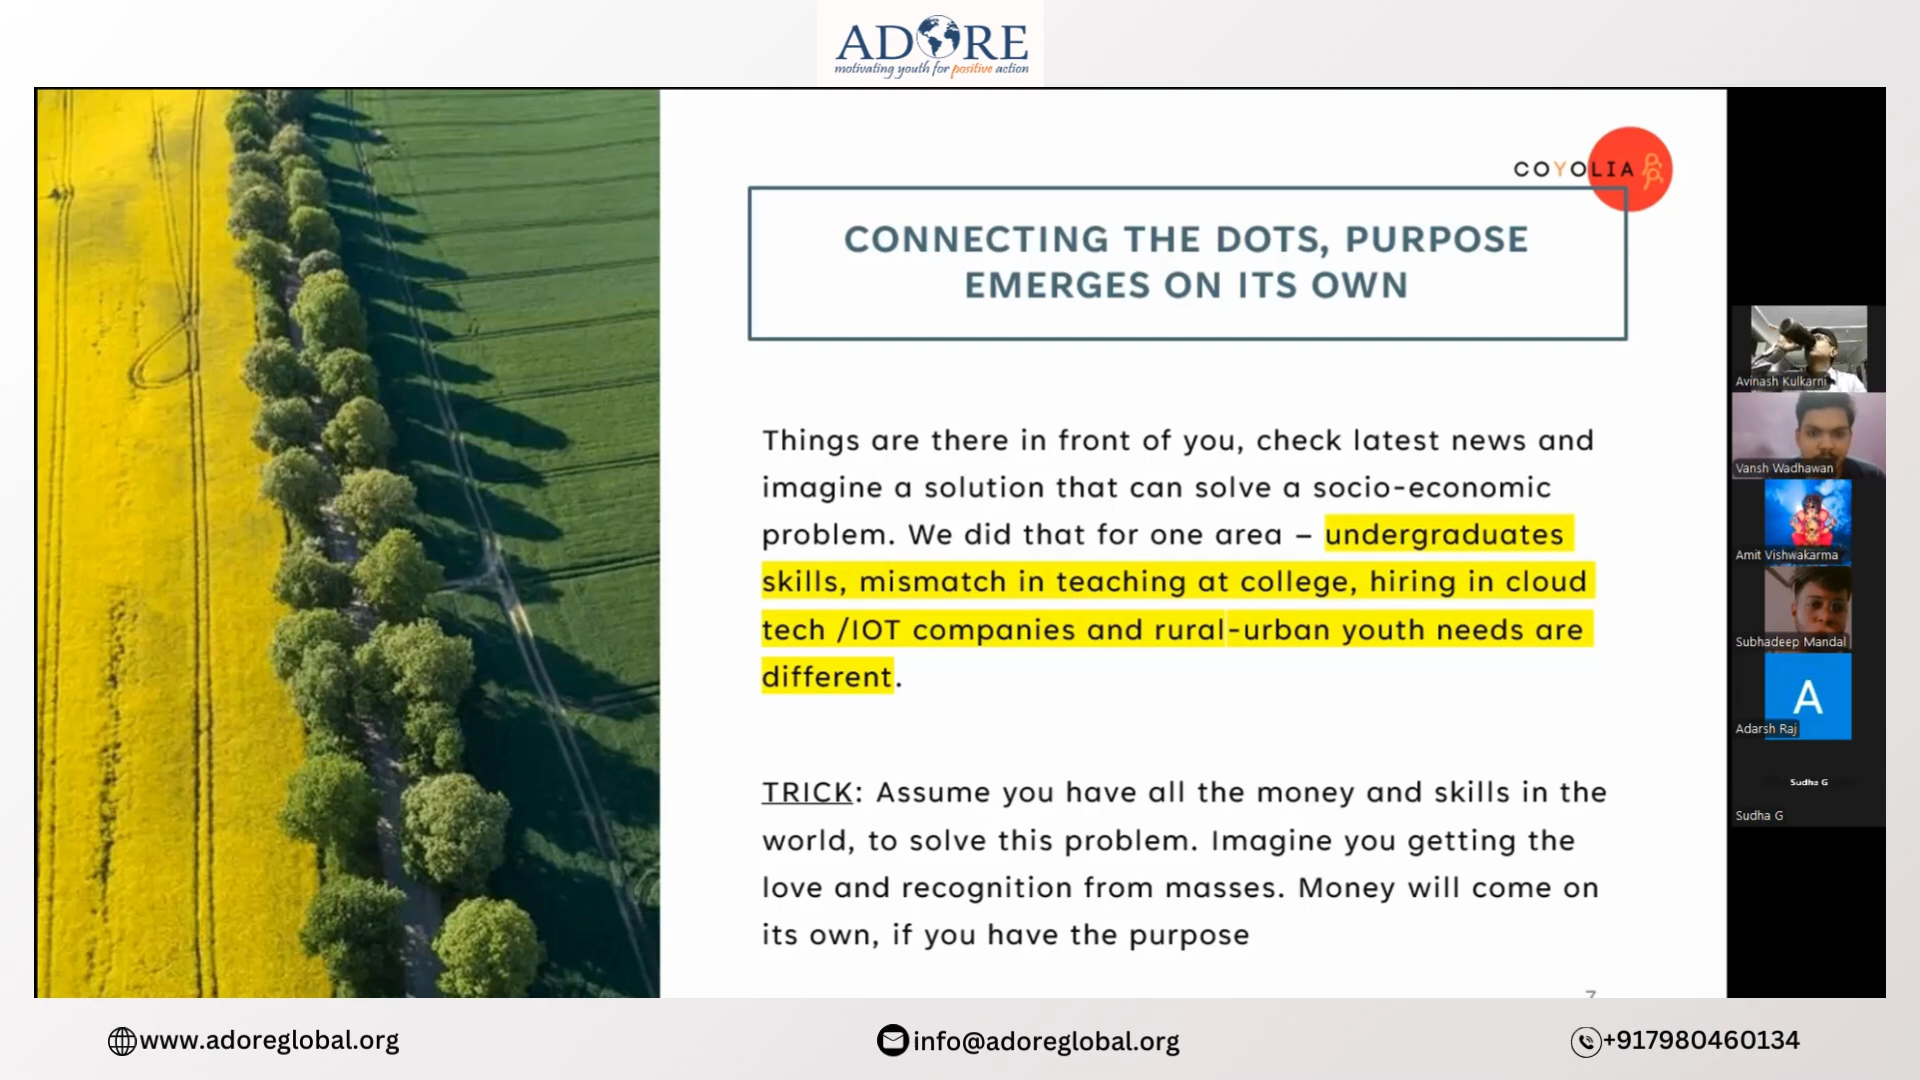 ADORE
motivating youth for positive action
COYOLIA
CONNECTING THE DOTS, PURPOSE
EMERGES ON ITS OWN
Things are there in front of you, check latest news and
imagine a solution that can solve a socio-economic
problem. We did that for one area – undergraduates
skills, mismatch in teaching at college, hiring in cloud
tech /IOT companies and rural-urban youth needs are
different.
TRICK: Assume you have all the money and skills in the
world, to solve this problem. Imagine you getting the
love and recognition from masses. Money will come on
its own, if you have the purpose
7
Avinash Kulkarni
Vansh Wadhawan
Amit Vishwakarma
Subhadeep Mandal
A
Adarsh Raj
Sudha G
Sudha G
www.adoreglobal.org
info@adoreglobal.org
+917980460134